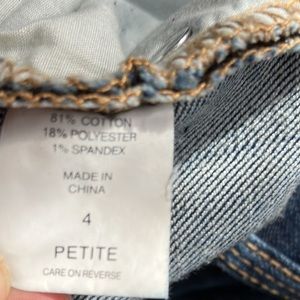 81% COTTON
18% POLYESTER
1% SPANDEX
MADE IN
CHINA
4
PETITE
CARE ON REVERSE